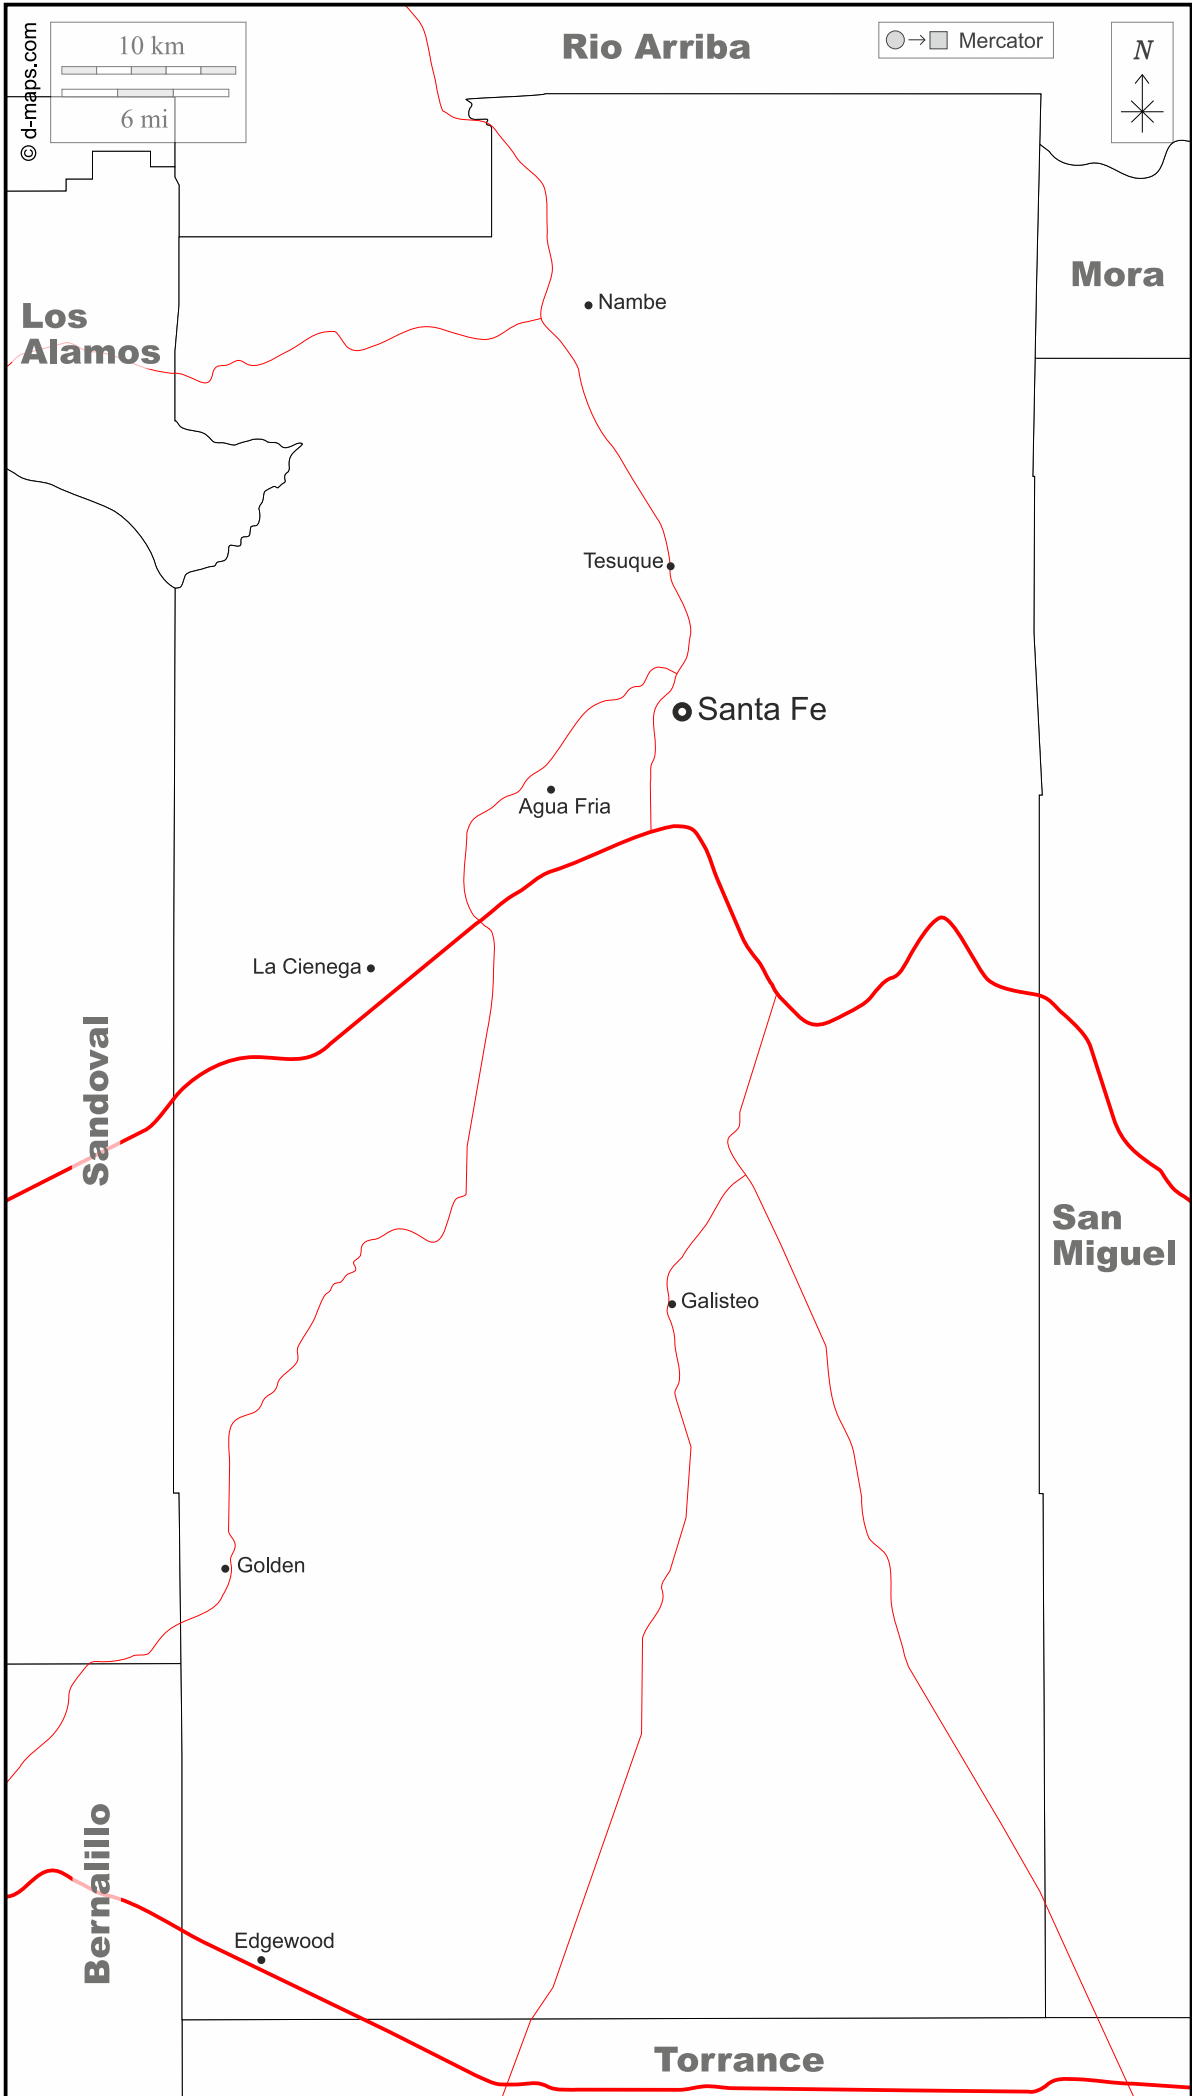 © d-maps.com
10 km
6 mi
Rio Arriba
Mercator
N
Mora
Los
Alamos
Nambe
Tesuque
Santa Fe
Agua Fria
La Cienega
Sandoval
San
Miguel
Galisteo
Golden
Bernalillo
Edgewood
Torrance